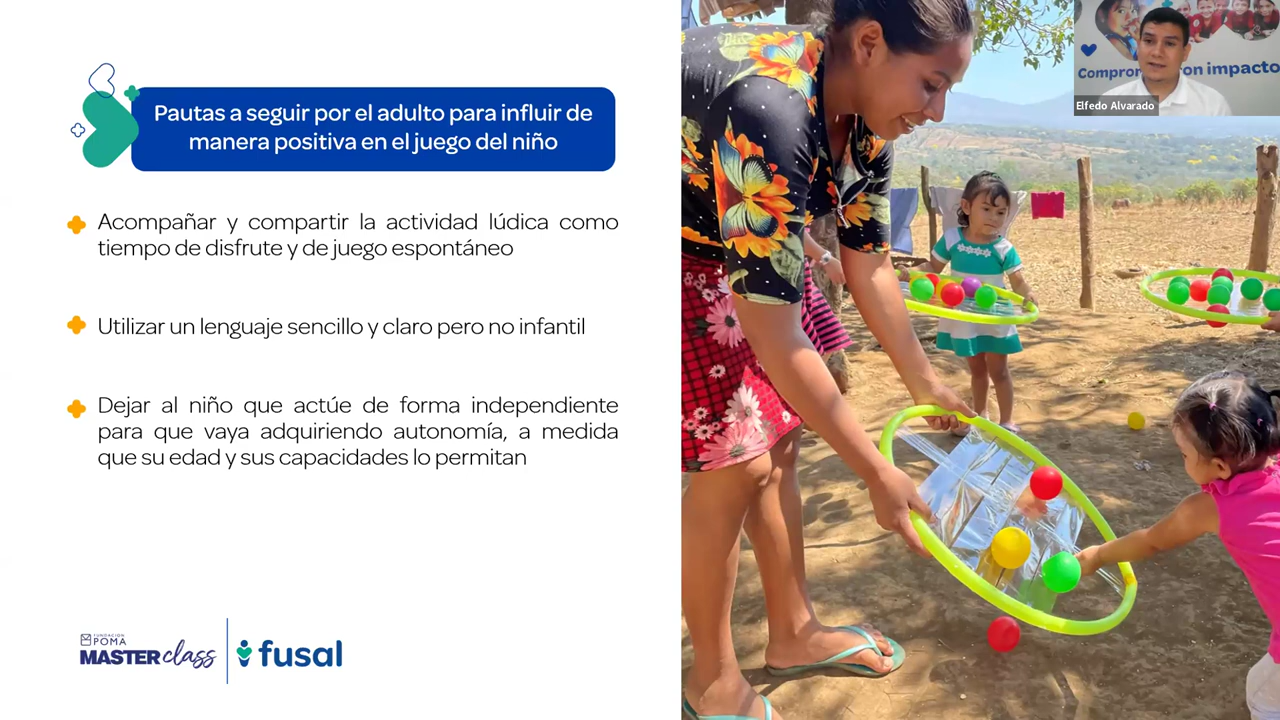 Pautas a seguir por el adulto para influir de
manera positiva en el juego del niño
Acompañar y compartir la actividad lúdica como
tiempo de disfrute y de juego espontáneo
Utilizar un lenguaje sencillo y claro pero no infantil
Dejar al niño que actúe de forma independiente
para que vaya adquiriendo autonomía, a medida
que su edad y sus capacidades lo permitan
FUNDACIÓN
POMA
MASTER class
fusal
on impacto
Elfedo Alvarado